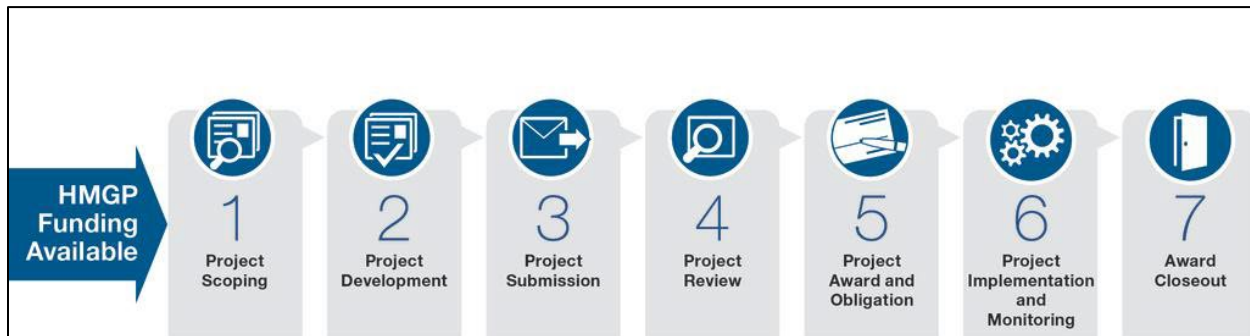 HMGP
Funding
Available
1
Project
Scoping
2
Project
Development
3
Project
Submission
4
Project
Review
5
Project
Award and
Obligation
6
Project
Implementation
and
Monitoring
7
Award
Closeout